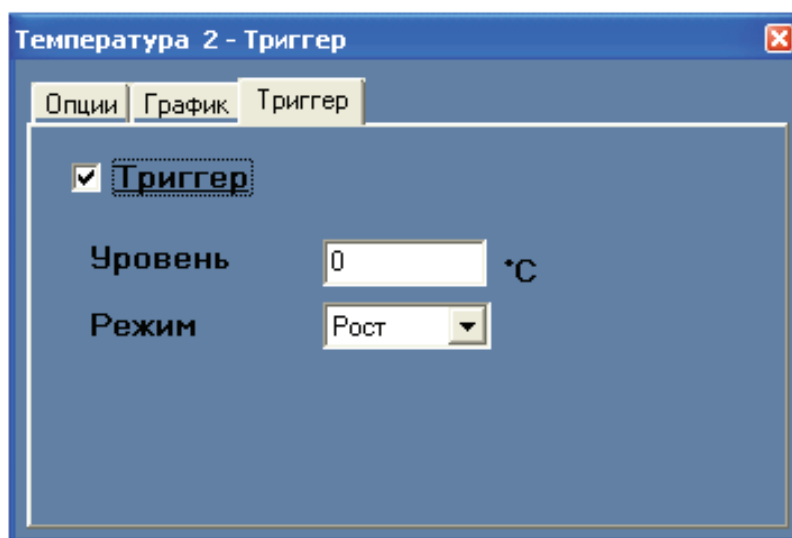 Температура 2 - Триггер
Опции График Триггер
Триггер
Уровень 0 °C
Режим Рост